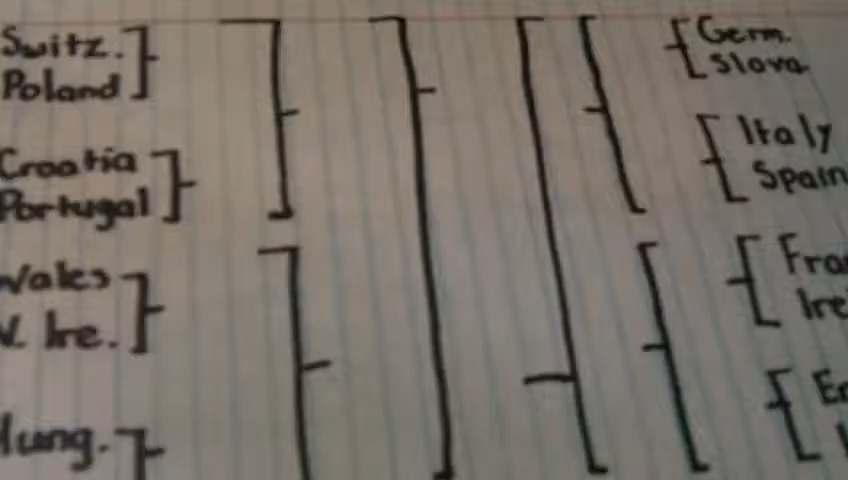 Switz.
Poland
Croatia
Portugal
Wales
N. Ire.
Hung.
Germ.
Slova.
Italy
Spain